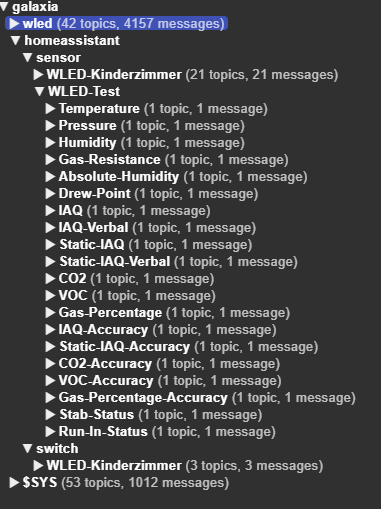 ▼galaxia
▶wled (42 topics, 4157 messages)
▼homeassistant
▼sensor
▶WLED-Kinderzimmer (21 topics, 21 messages)
▼WLED-Test
▶Temperature (1 topic, 1 message)
▶Pressure (1 topic, 1 message)
▶Humidity (1 topic, 1 message)
▶Gas-Resistance (1 topic, 1 message)
▶Absolute-Humidity (1 topic, 1 message)
▶Drew-Point (1 topic, 1 message)
▶IAQ (1 topic, 1 message)
▶IAQ-Verbal (1 topic, 1 message)
▶Static-IAQ (1 topic, 1 message)
▶Static-IAQ-Verbal (1 topic, 1 message)
▶CO2 (1 topic, 1 message)
▶VOC (1 topic, 1 message)
▶Gas-Percentage (1 topic, 1 message)
▶IAQ-Accuracy (1 topic, 1 message)
▶Static-IAQ-Accuracy (1 topic, 1 message)
▶CO2-Accuracy (1 topic, 1 message)
▶VOC-Accuracy (1 topic, 1 message)
▶Gas-Percentage-Accuracy (1 topic, 1 message)
▶Stab-Status (1 topic, 1 message)
▶Run-In-Status (1 topic, 1 message)
▼switch
▶WLED-Kinderzimmer (3 topics, 3 messages)
▶$SYS (53 topics, 1012 messages)